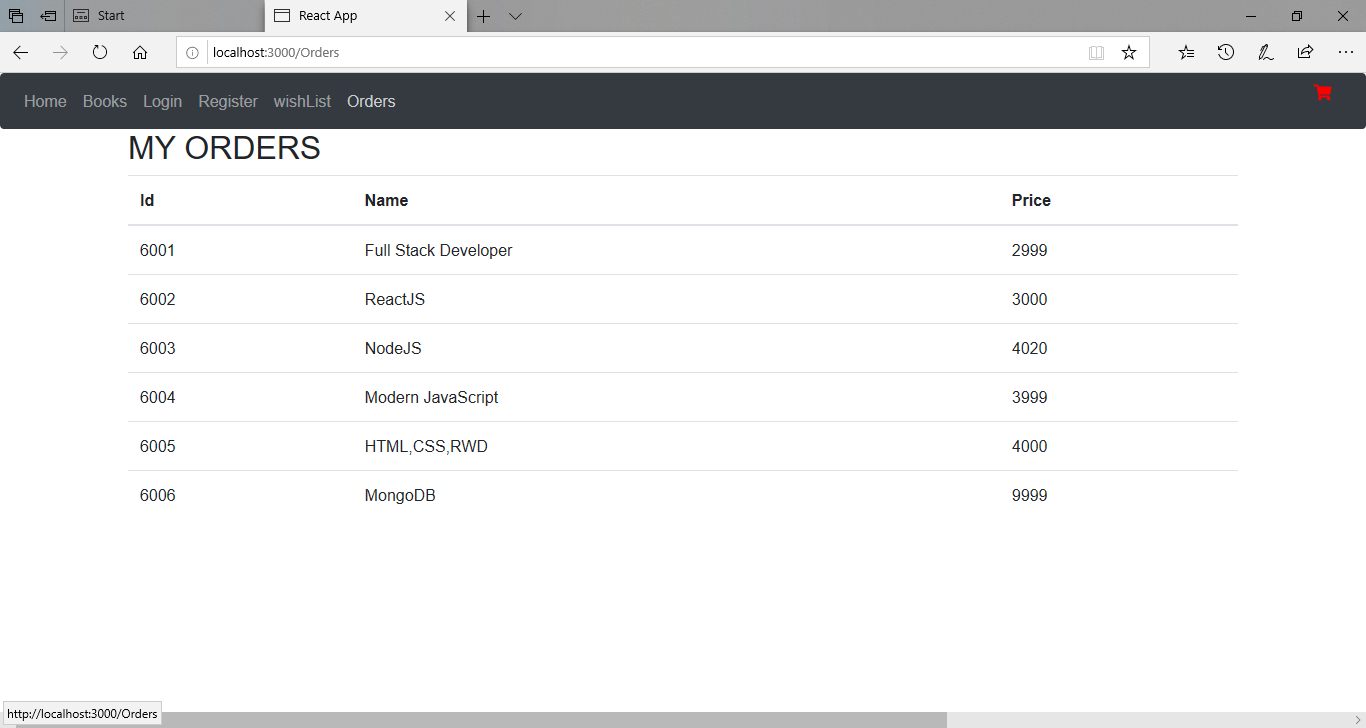 Start
React App
localhost:3000/Orders
Home Books Login Register wishList Orders
MY ORDERS
Id Name Price
6001 Full Stack Developer 2999
6002 ReactJS 3000
6003 NodeJS 4020
6004 Modern JavaScript 3999
6005 HTML,CSS,RWD 4000
6006 MongoDB 9999
http://localhost:3000/Orders